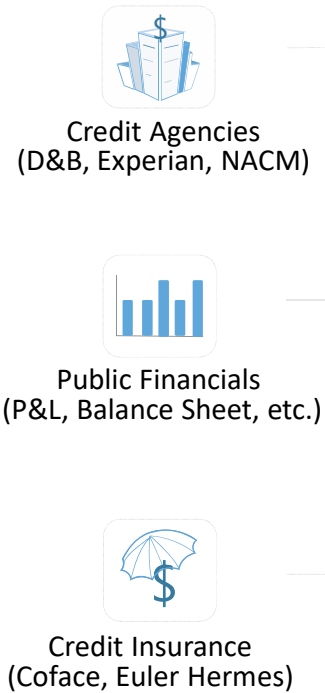 $
Credit Agencies
(D&B, Experian, NACM)
Public Financials
(P&L, Balance Sheet, etc.)
$
Credit Insurance
(Coface, Euler Hermes)